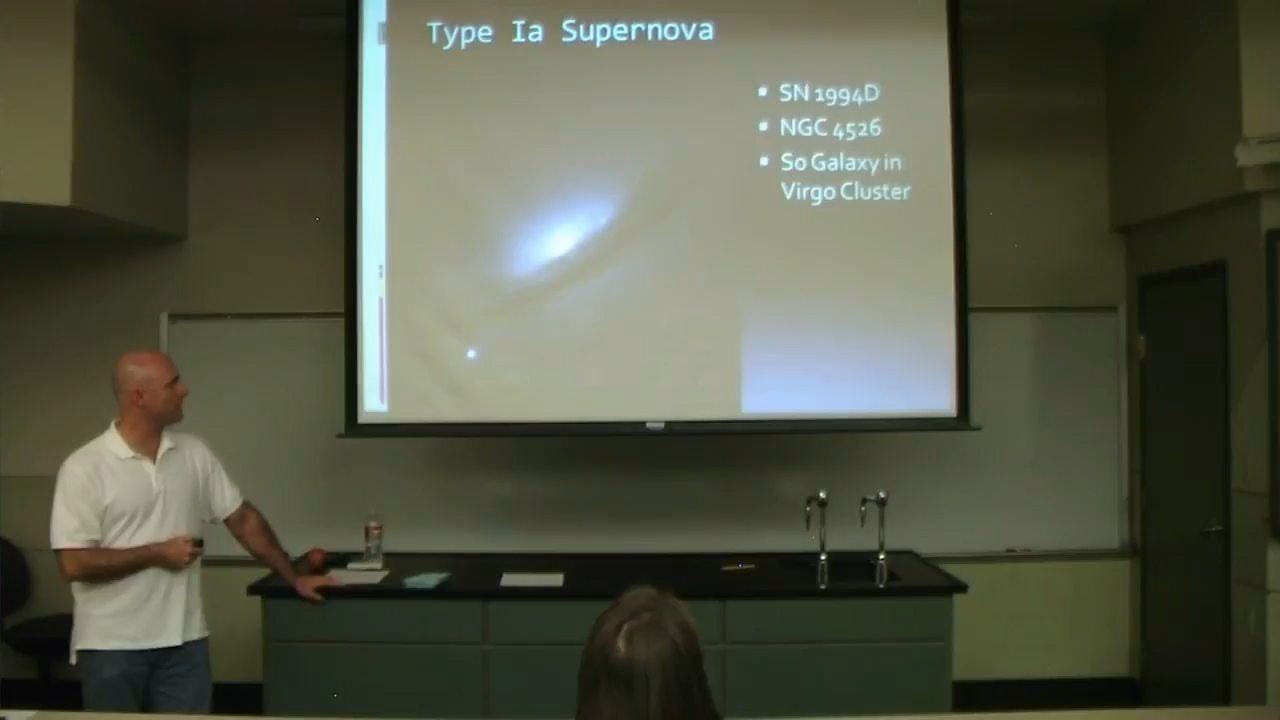 Type Ia Supernova
▪ SN 1994D
▪ NGC 4526
▪ So Galaxy in
Virgo Cluster